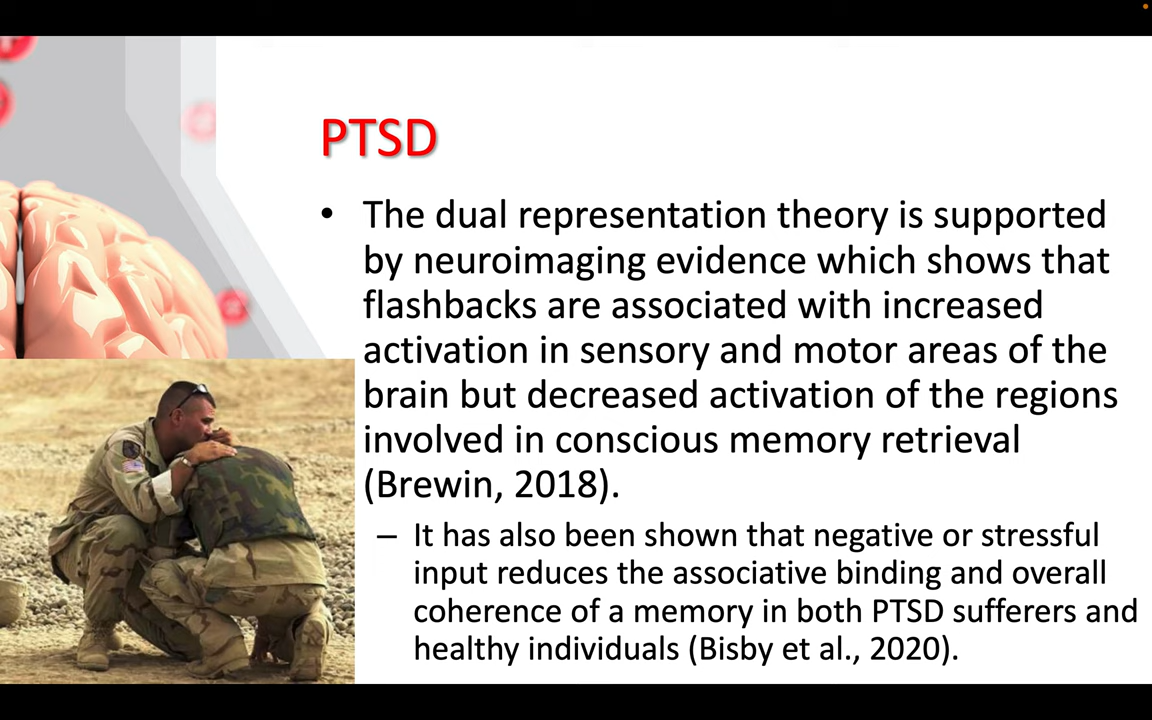 PTSD
• The dual representation theory is supported
by neuroimaging evidence which shows that
flashbacks are associated with increased
activation in sensory and motor areas of the
brain but decreased activation of the regions
involved in conscious memory retrieval
(Brewin, 2018).
– It has also been shown that negative or stressful
input reduces the associative binding and overall
coherence of a memory in both PTSD sufferers and
healthy individuals (Bisby et al., 2020).